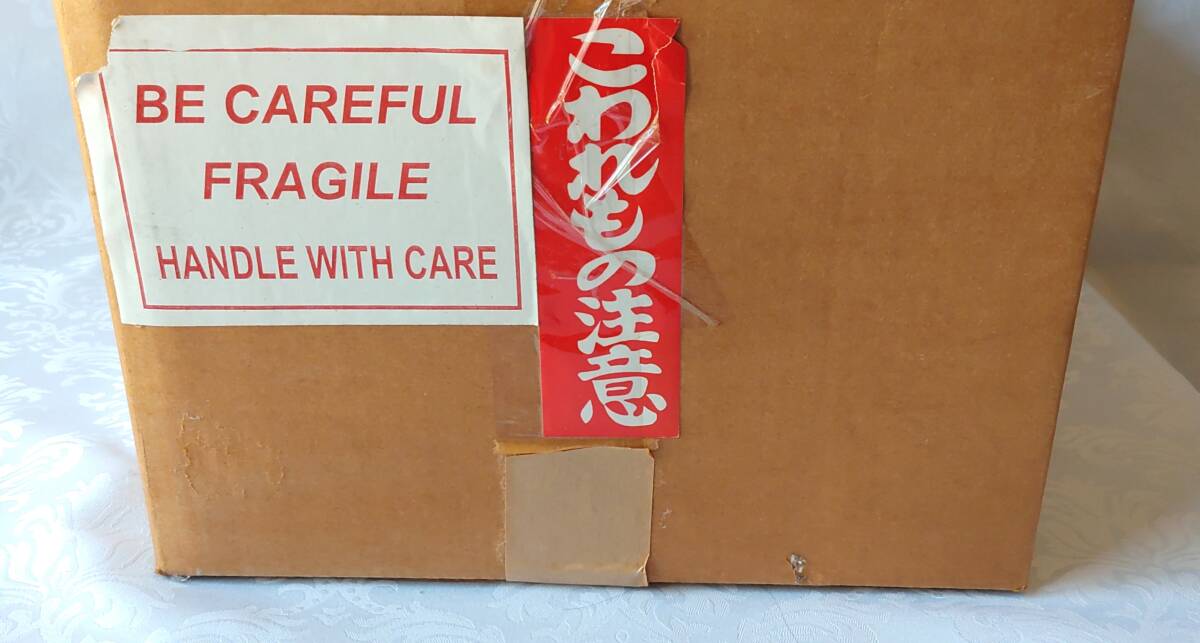 BE CAREFUL
FRAGILE
HANDLE WITH CARE
こわれもの注意